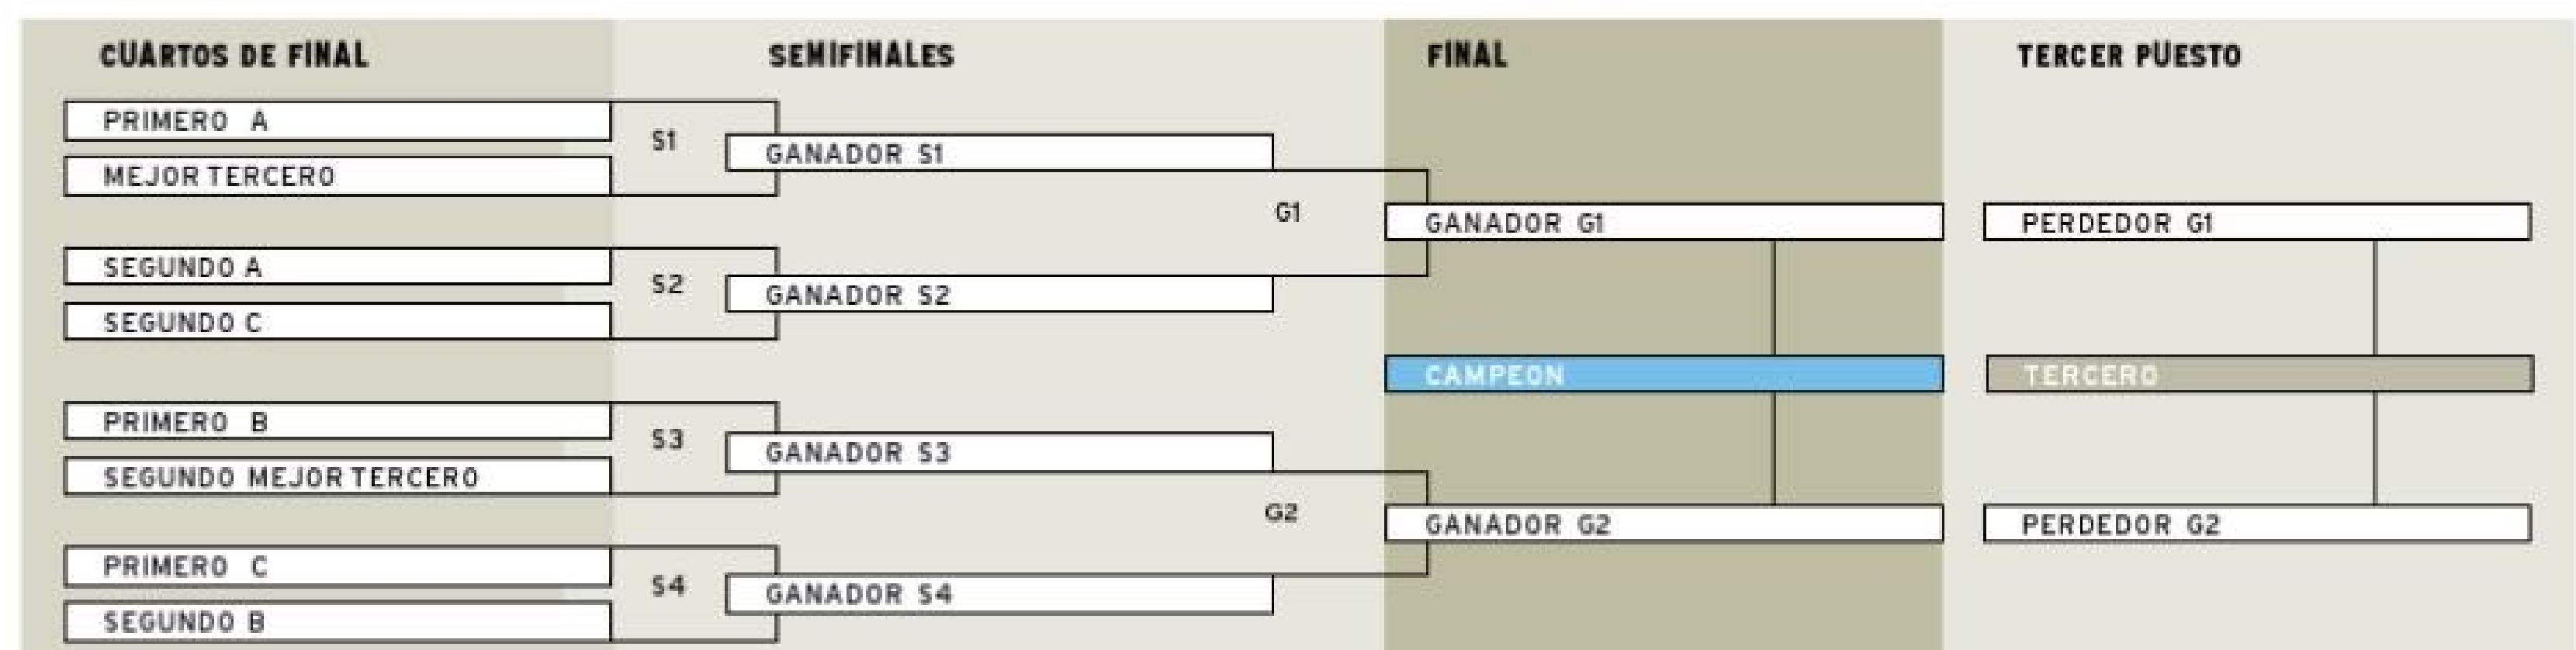 CUARTOS DE FINAL
SEMIFINALES
FINAL
TERCER PUESTO
PRIMERO A
MEJOR TERCERO
S1
GANADOR S1
SEGUNDO A
SEGUNDO C
S2
GANADOR S2
G1
PRIMERO B
SEGUNDO MEJOR TERCERO
S3
GANADOR S3
PRIMERO C
SEGUNDO B
S4
GANADOR S4
G2
GANADOR G1
CAMPEON
GANADOR G2
PERDEDOR G1
TERCERO
PERDEDOR G2